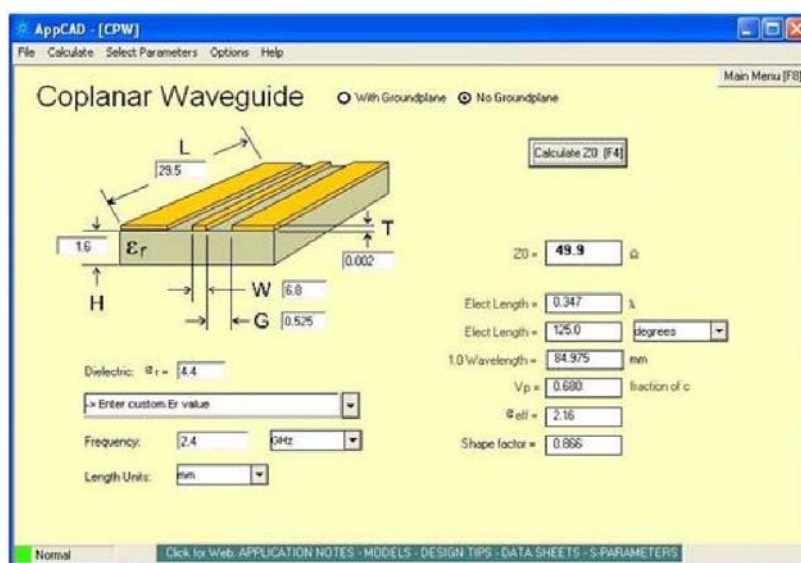 AppCAD - [CPW]
File Calculate Select Parameters Options Help
Main Menu [F8]
Coplanar Waveguide With Groundplane No Groundplane
Calculate Z0 [F4]
L
29.5
T
1.6 εr
0.002
H
W 6.8
G 0.525
Z0 = 49.9 Ω
Elect Length = 0.347 λ
Elect Length = 125.0 degrees
1.0 Wavelength = 84.975 mm
Vp = 0.680 fraction of c
εeff = 2.16
Shape factor = 0.866
Dielectric: εr = 4.4
-> Enter custom Er value
Frequency: 2.4 GHz
Length Units: mm
Normal
Click for Web: APPLICATION NOTES - MODELS - DESIGN TIPS - DATA SHEETS - S-PARAMETERS